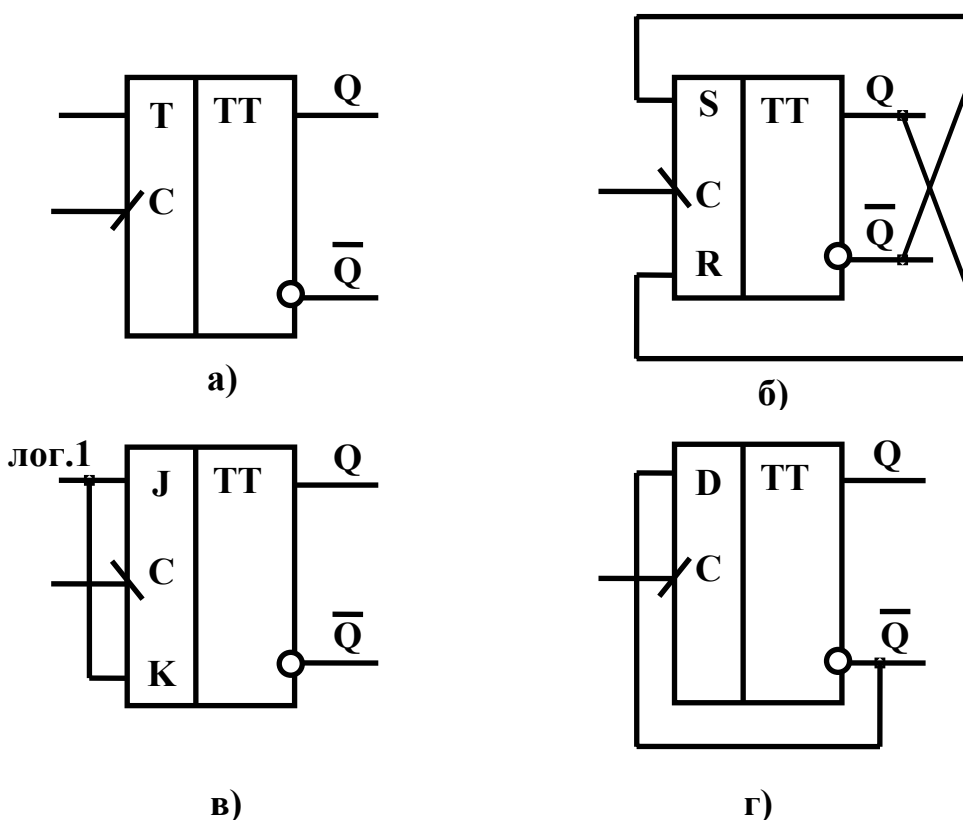 T TT Q
C
Q̅
а)
S TT Q
C
R Q̅
б)
лог.1 J TT Q
C
K Q̅
в)
D TT Q
C
Q̅
г)